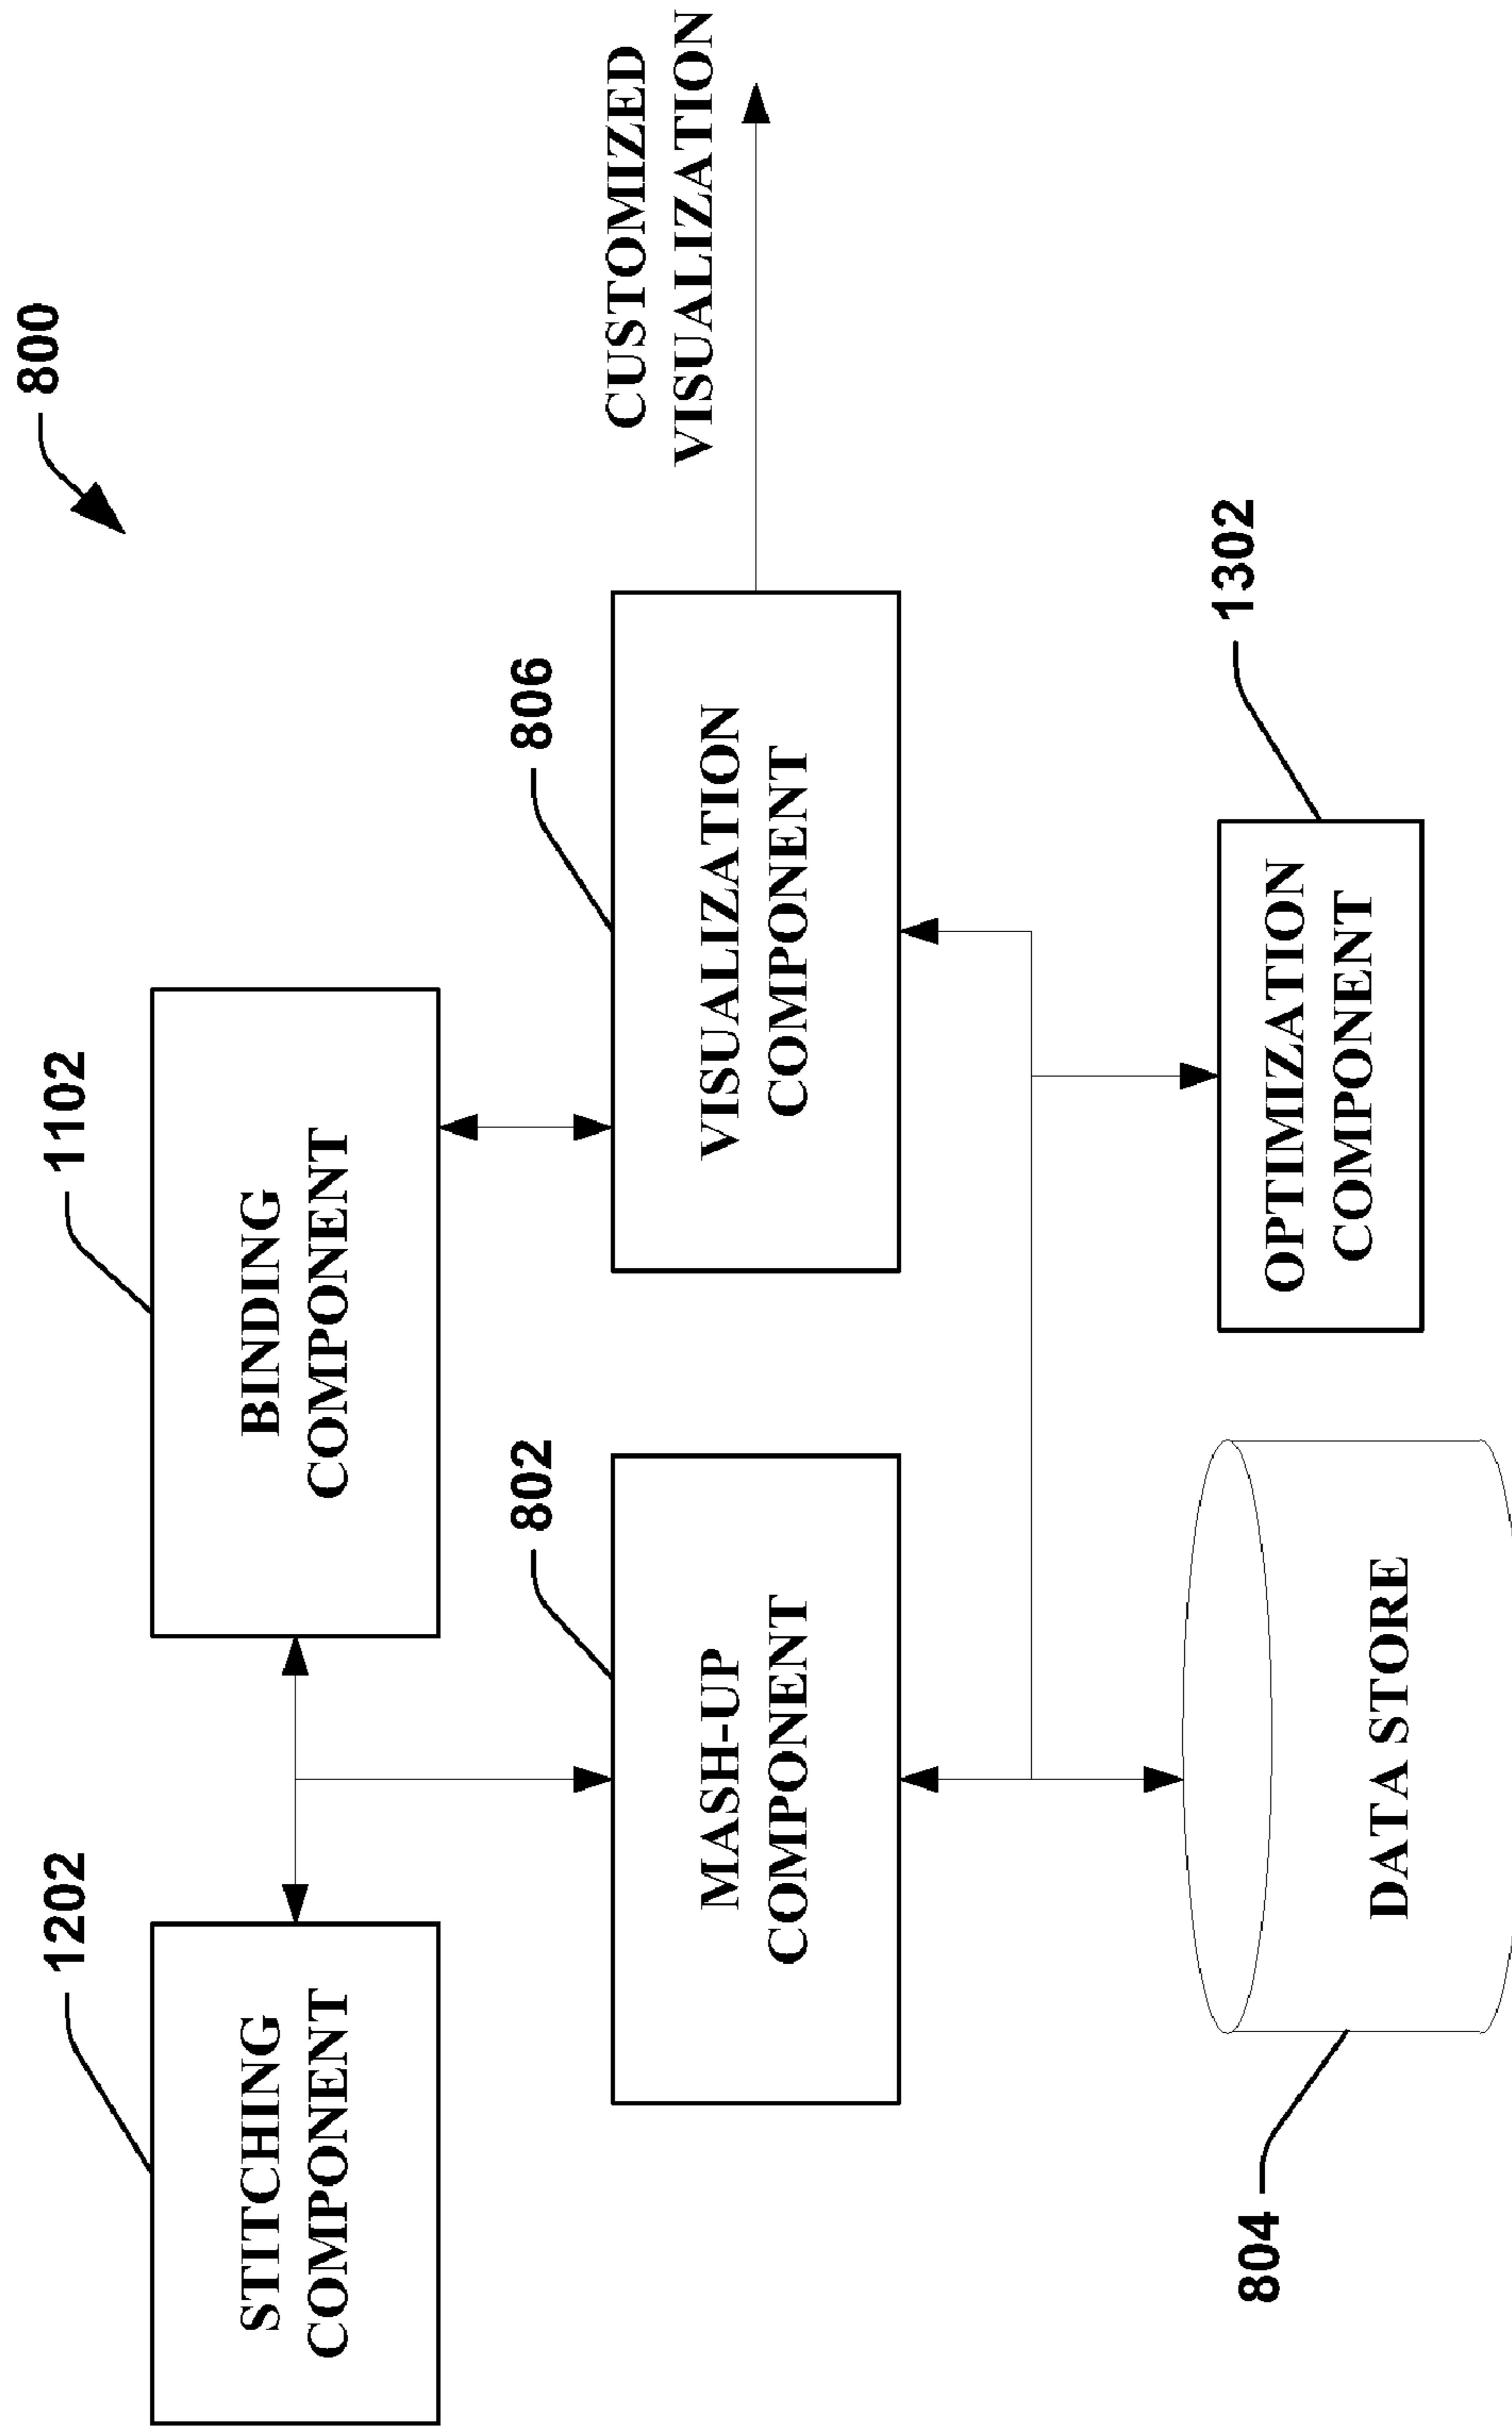 800
1202
STITCHING
COMPONENT
1102
BINDING
COMPONENT
802
MASH-UP
COMPONENT
806
VISUALIZATION
COMPONENT
CUSTOMIZED
VISUALIZATION
804
DATA STORE
1302
OPTIMIZATION
COMPONENT